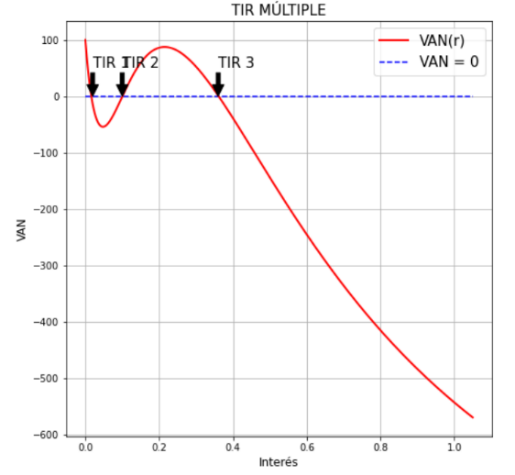 TIR MÚLTIPLE
VAN(r)
VAN = 0
TIR 1
TIR 2
TIR 3
100
0
−100
−200
−300
−400
−500
−600
VAN
0.0
0.2
0.4
0.6
0.8
1.0
Interés